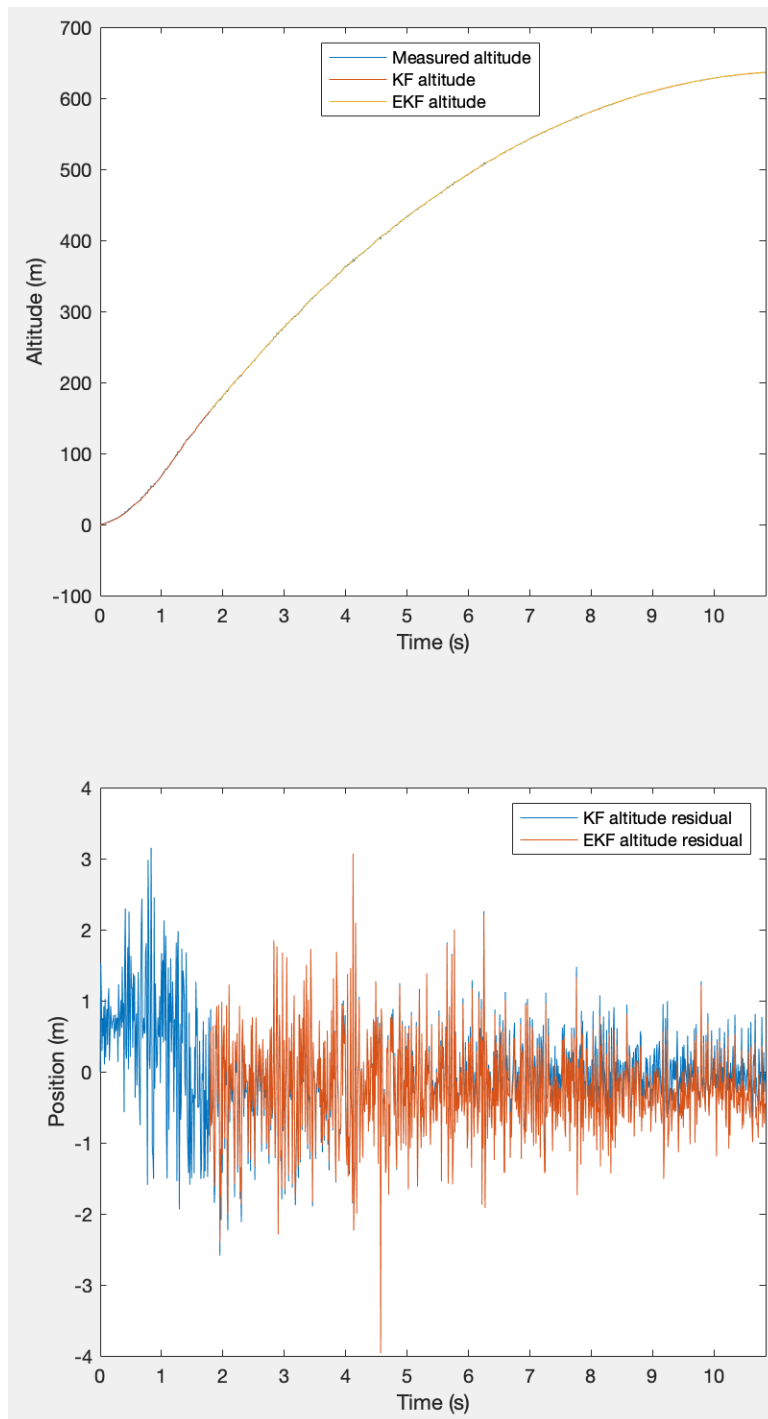 700
600
500
400
300
200
100
0
-100
Altitude (m)
Measured altitude
KF altitude
EKF altitude
0 1 2 3 4 5 6 7 8 9 10
Time (s)
4
3
2
1
0
-1
-2
-3
-4
Position (m)
KF altitude residual
EKF altitude residual
0 1 2 3 4 5 6 7 8 9 10
Time (s)